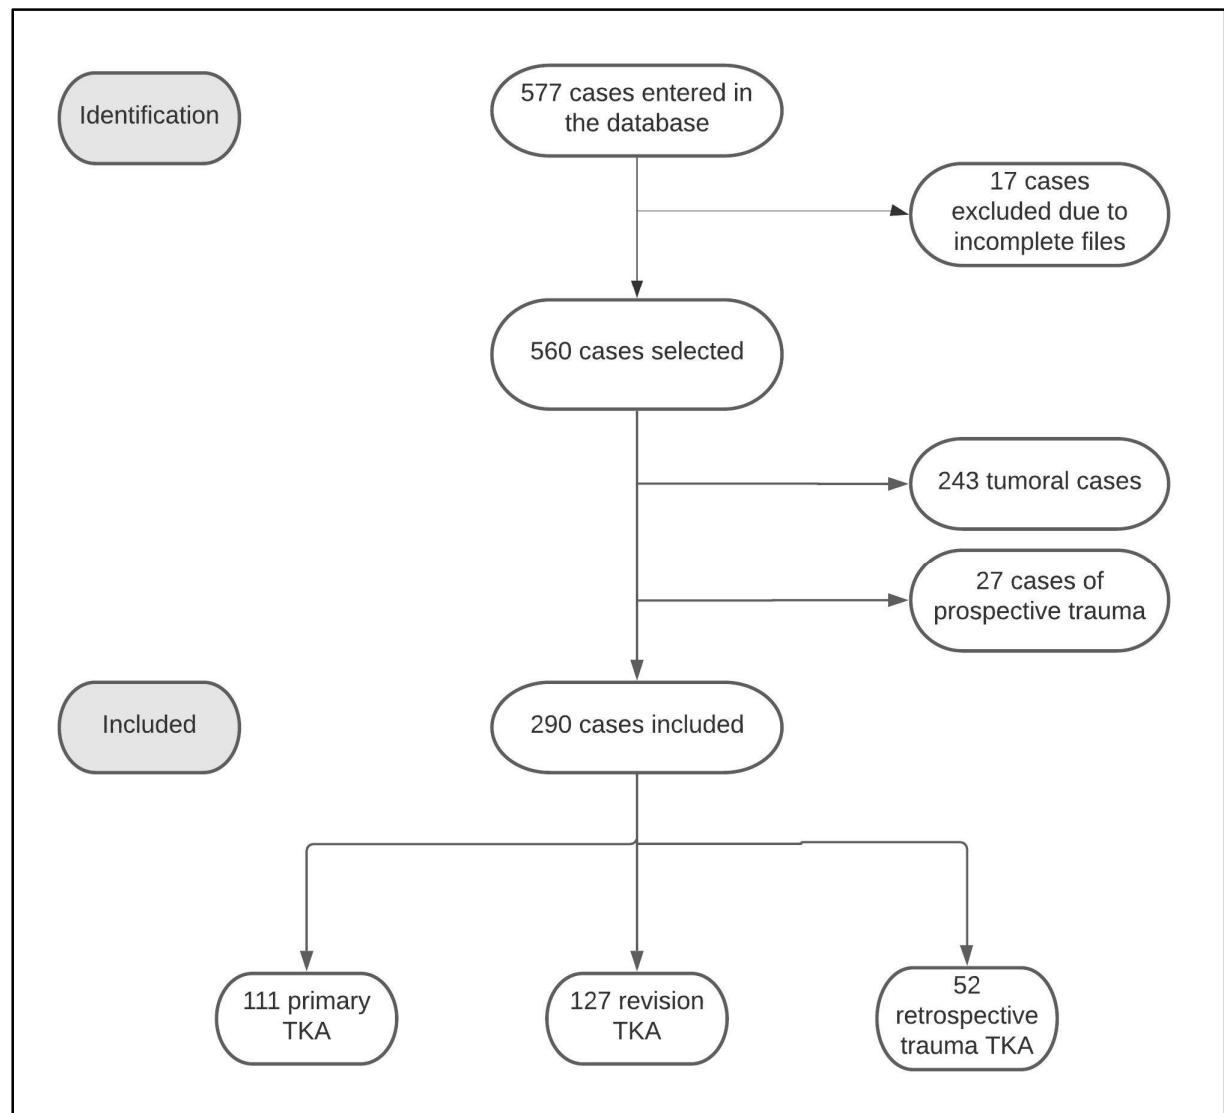 Identification
577 cases entered in
the database
17 cases
excluded due to
incomplete files
560 cases selected
243 tumoral cases
27 cases of
prospective trauma
Included
290 cases included
111 primary
TKA
127 revision
TKA
52
retrospective
trauma TKA